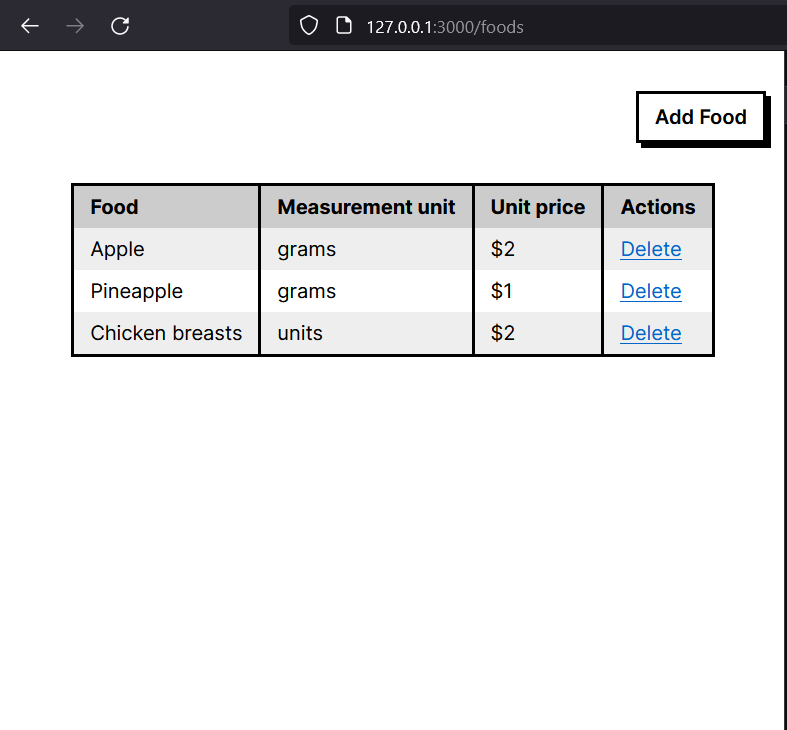 127.0.0.1:3000/foods
Add Food
Food Measurement unit Unit price Actions
Apple grams $2 Delete
Pineapple grams $1 Delete
Chicken breasts units $2 Delete